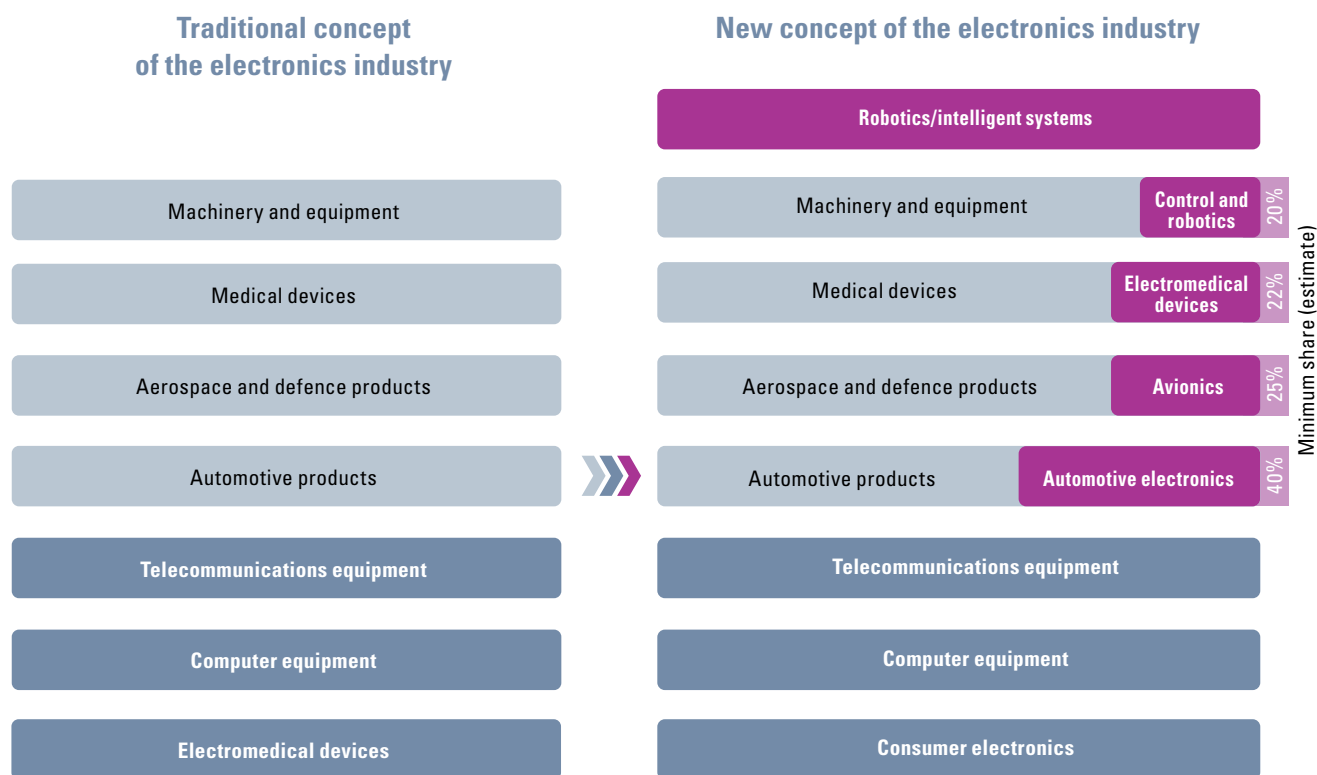 Traditional concept
of the electronics industry
Machinery and equipment
Medical devices
Aerospace and defence products
Automotive products
Telecommunications equipment
Computer equipment
Electromedical devices
New concept of the electronics industry
Robotics/intelligent systems
Machinery and equipment
Control and
robotics
20%
Medical devices
Electromedical
devices
22%
Aerospace and defence products
Avionics
25%
Automotive products
Automotive electronics
40%
Telecommunications equipment
Computer equipment
Consumer electronics
Minimum share (estimate)